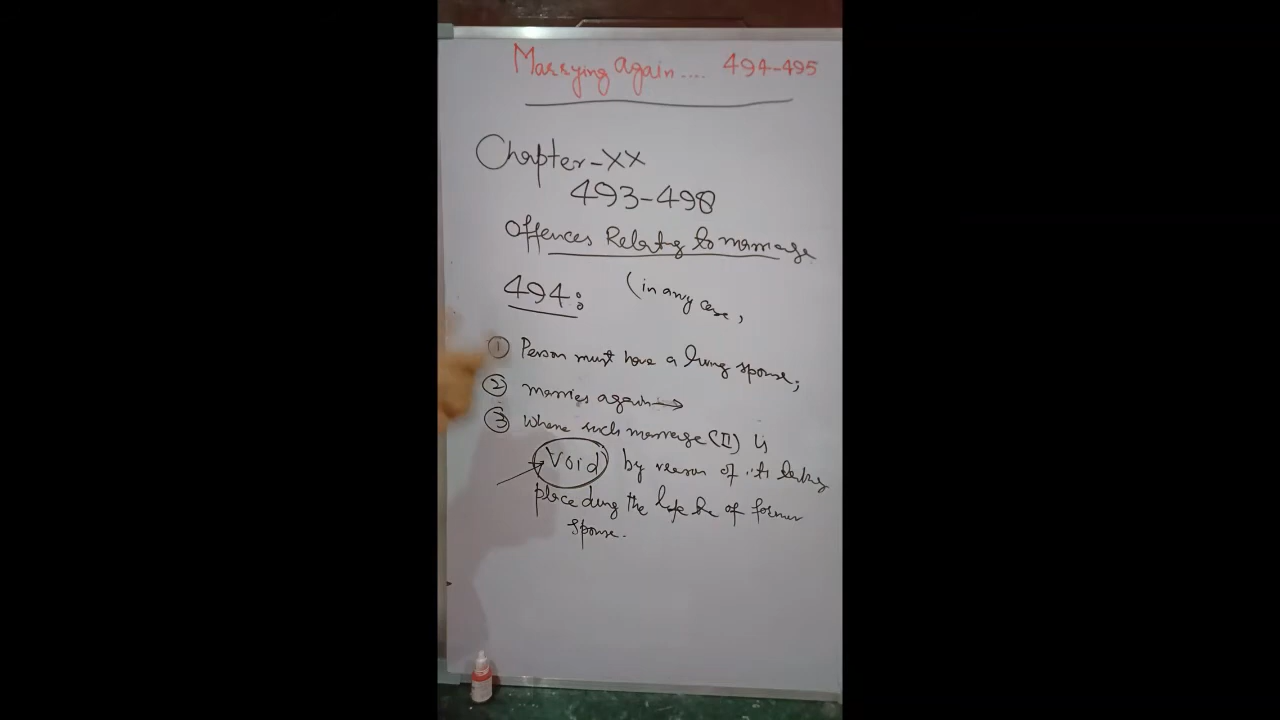 Marrying again.... 494-495
Chapter-XX
493-498
Offences Relating to marriage
494: (in any case,
① Person must have a living spouse;
② marries again→
③ Where such marriage (II) is
Void by reason of its taking
place during the life of former
spouse.